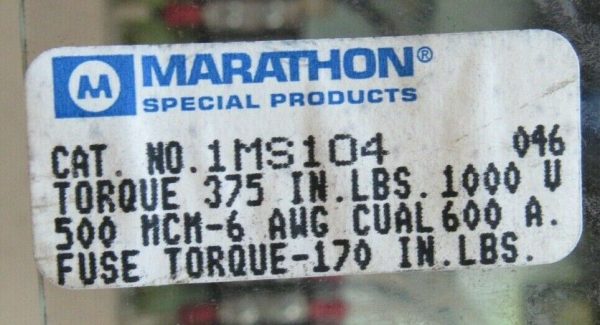 M MARATHON®
SPECIAL PRODUCTS
CAT. NO. 1MS104 046
TORQUE 375 IN.LBS. 1000 V
500 MCM-6 AWG CUAL 600 A.
FUSE TORQUE-170 IN.LBS.